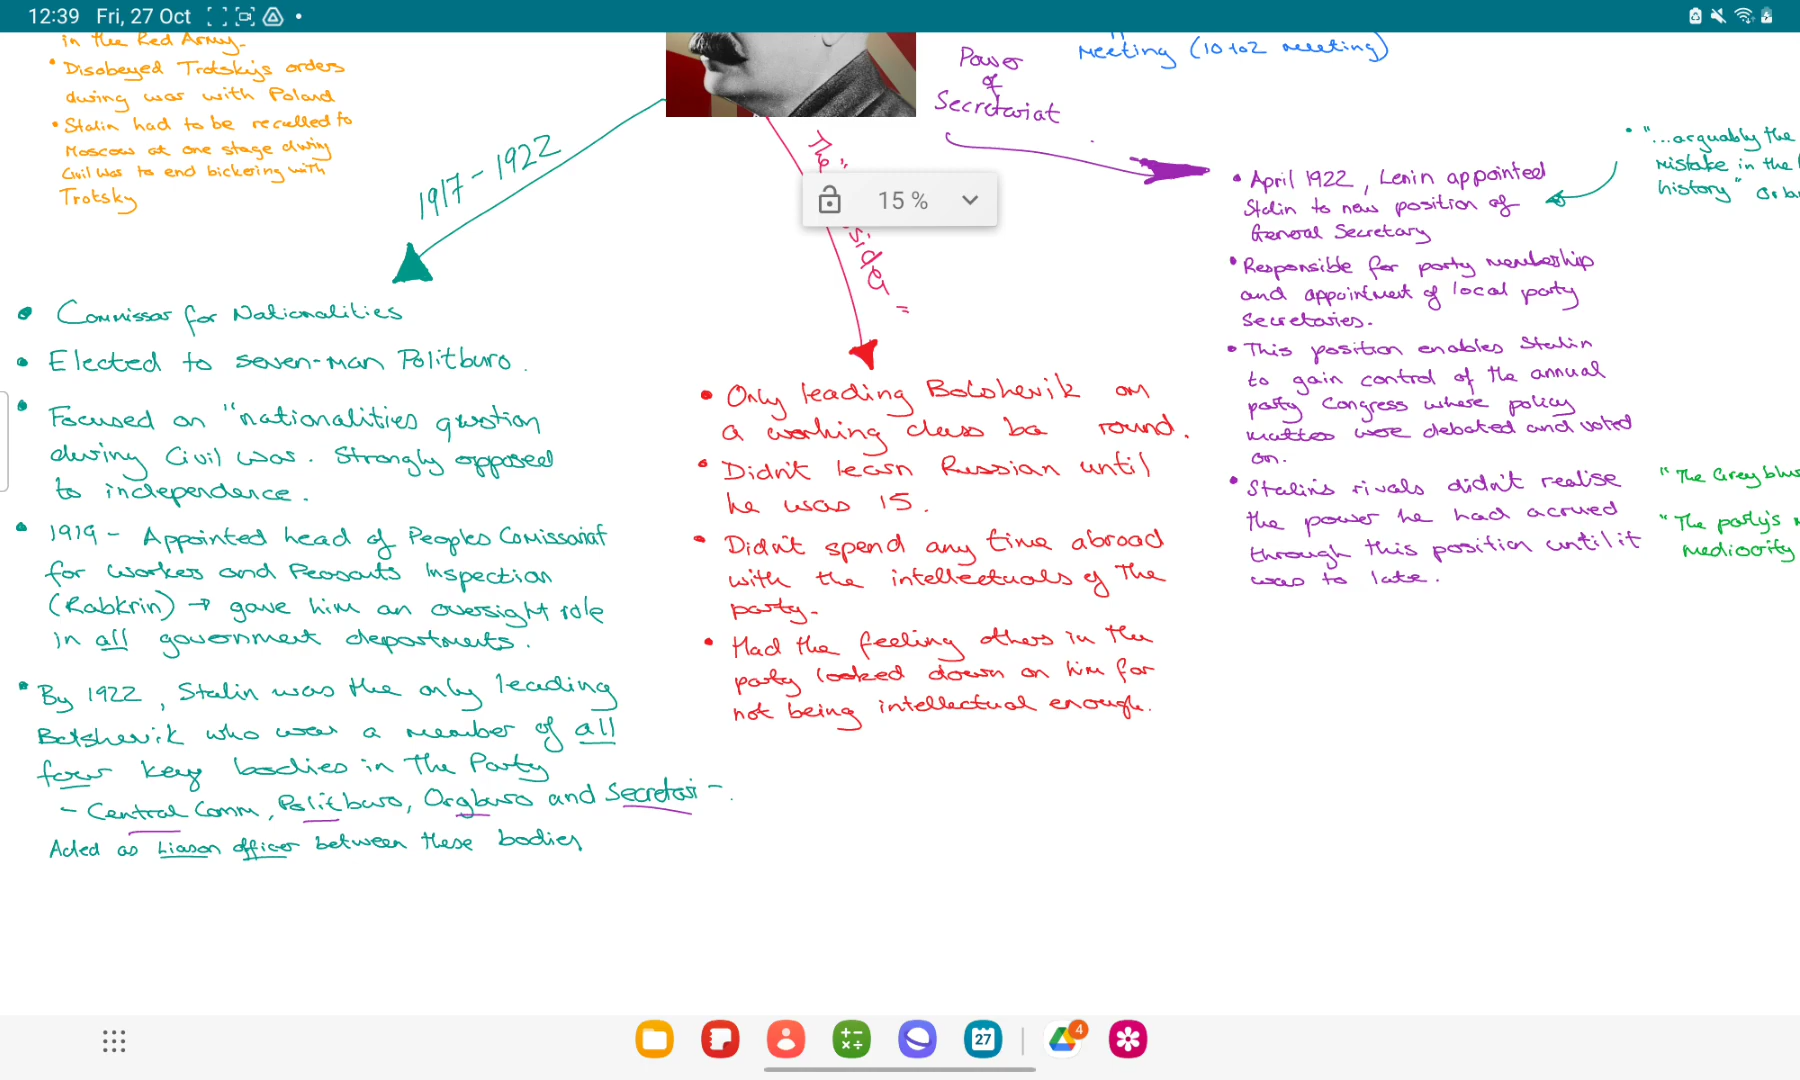 12:39 Fri, 27 Oct
in the Red Army.
• Disobeyed Trotsky's orders
during war with Poland
• Stalin had to be recalled to
Moscow at one stage during
Civil War to end bickering with
Trotsky
1917 - 1922
• Commissar for Nationalities
• Elected to seven-man Politburo.
• Focused on "nationalities question
during Civil War. Strongly opposed
to independence.
• 1919 - Appointed head of Peoples Comissariat
for Workers and Peasants Inspection
(Rabkrin) → gave him an oversight role
in all government departments.
• By 1922, Stalin was the only leading
Bolshevik who was a member of all
four key bodies in The Party
- Central Comm, Politburo, Orgburo and Secretari -.
Acted as Liason officer between these bodies
15 %
• Only leading Bolshevik on
a working class ba round.
• Didn't learn Russian until
he was 15.
• Didn't spend any time abroad
with the intellectuals of the
party.
• Had the feeling others in the
party looked down on him for
not being intellectual enough.
Power
of
Secretariat
Meeting (10 to 2 meeting)
• April 1922, Lenin appointed
Stalin to new position of
General Secretary
• Responsible for party membership
and appointment of local party
Secretaries.
• This position enables Stalin
to gain control of the annual
party Congress where policy
matters were debated and voted
on.
• Stalin's rivals didn't realise
the power he had accrued
through this position until it
was to late.
• "...arguably the
mistake in the
history"
"The Grey
"The party's
mediocrity
27
4